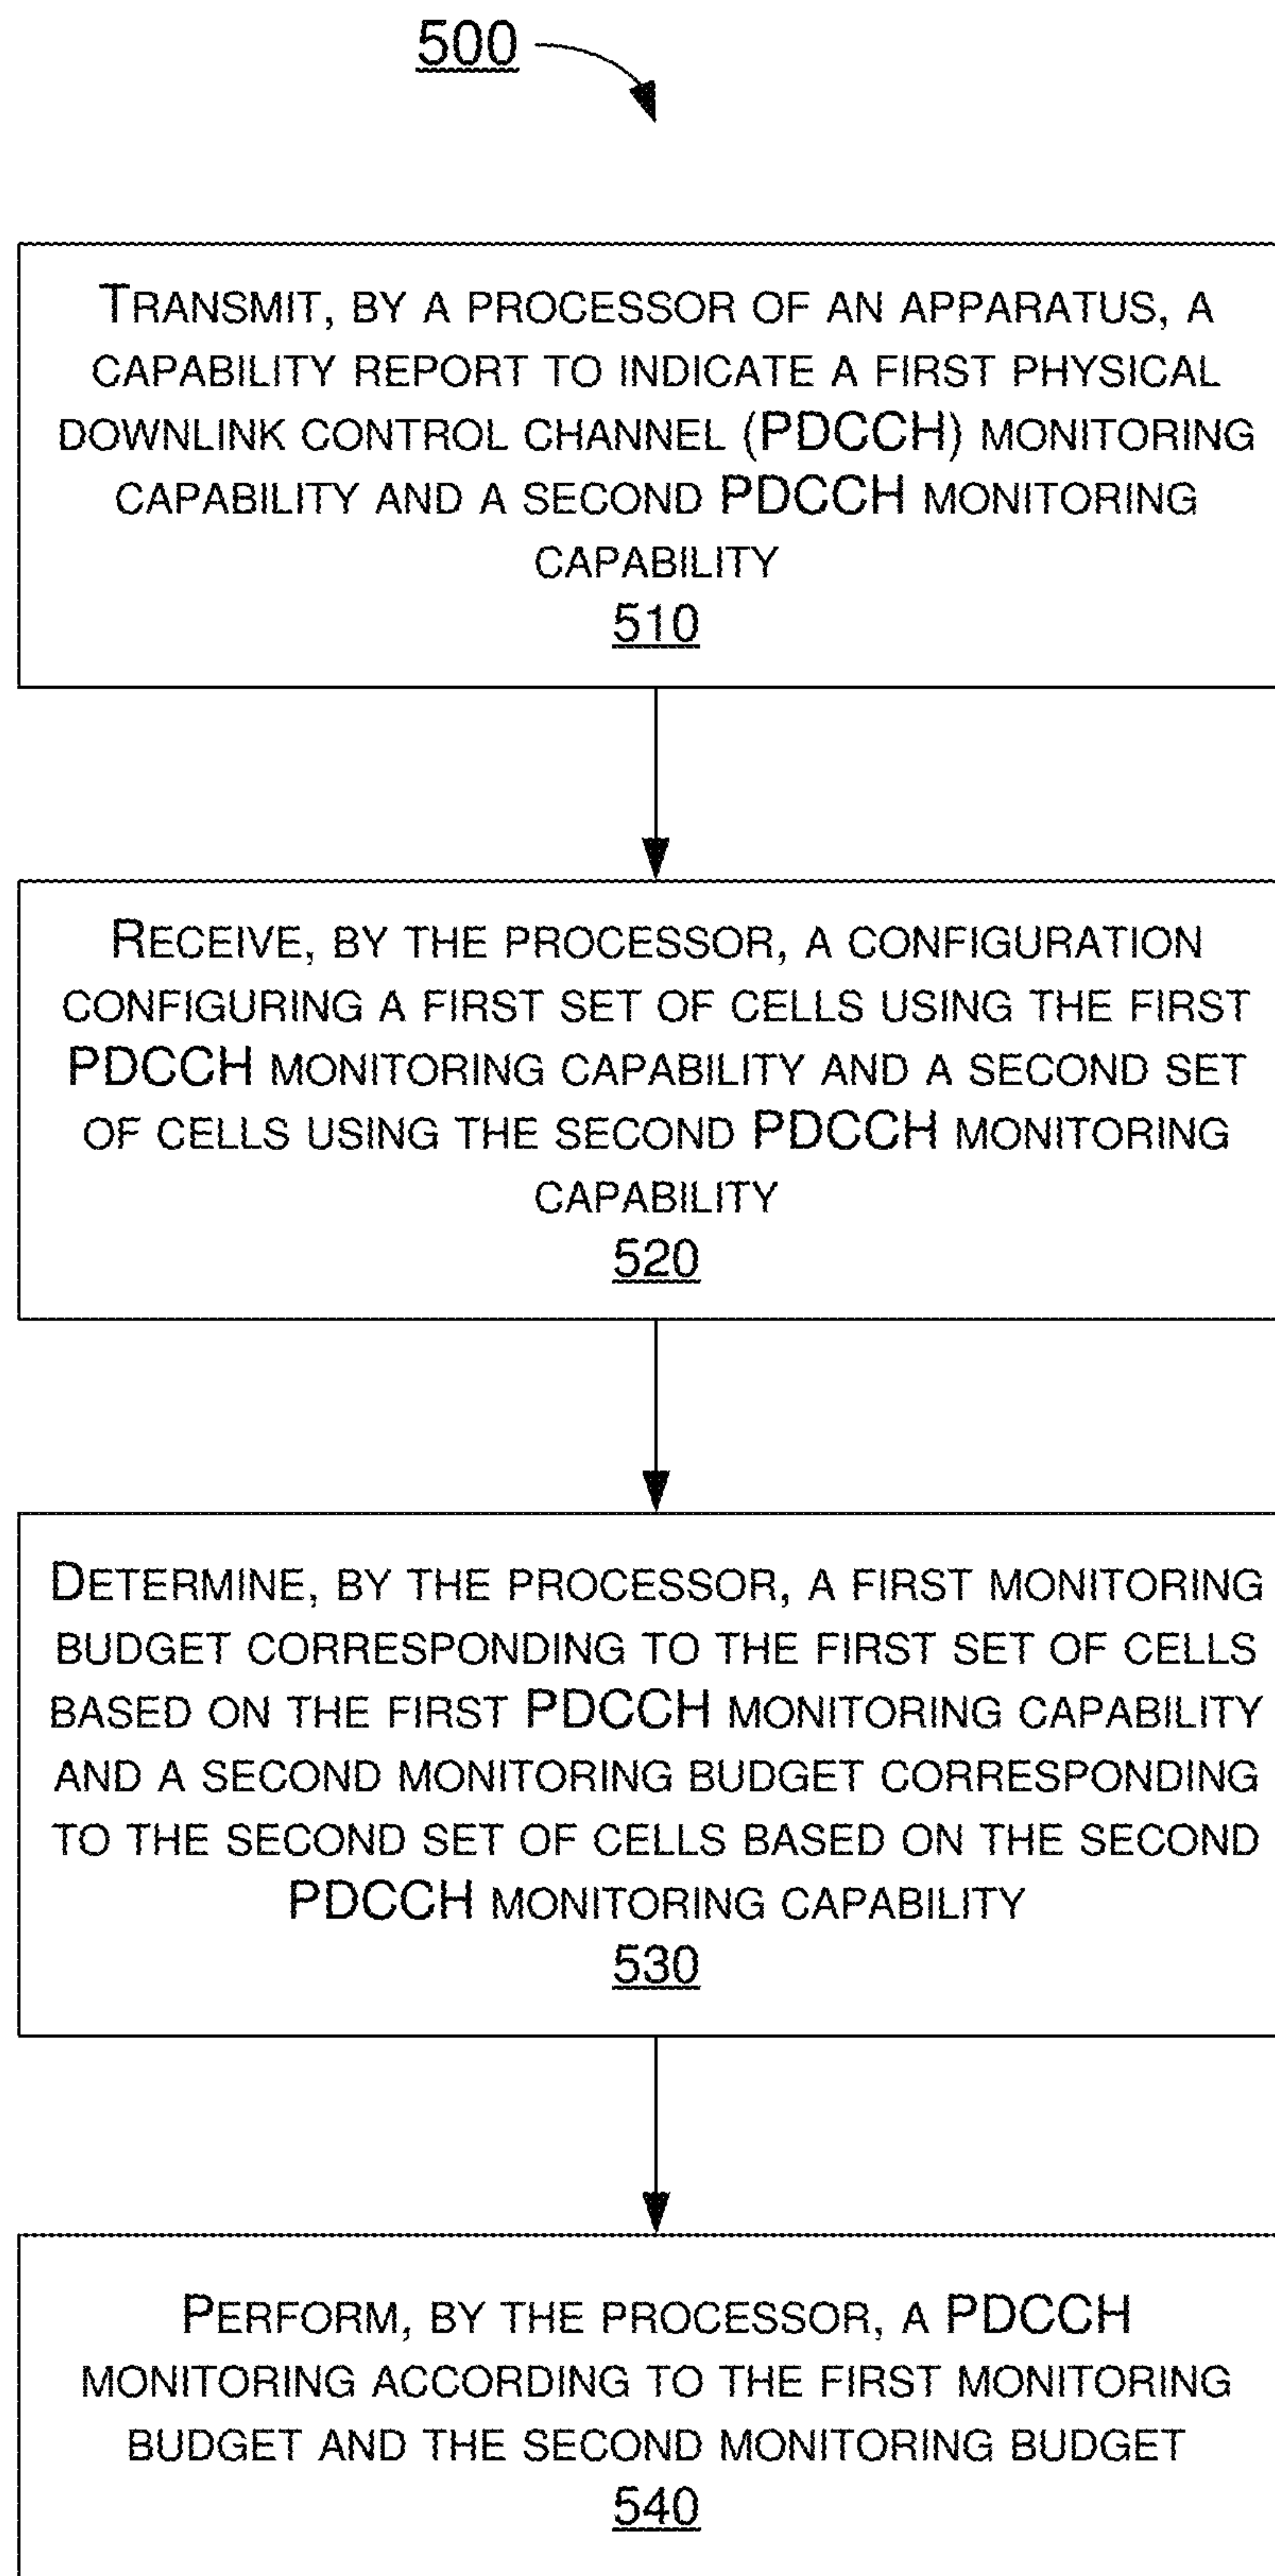 500
TRANSMIT, BY A PROCESSOR OF AN APPARATUS, A
CAPABILITY REPORT TO INDICATE A FIRST PHYSICAL
DOWNLINK CONTROL CHANNEL (PDCCH) MONITORING
CAPABILITY AND A SECOND PDCCH MONITORING
CAPABILITY
510
RECEIVE, BY THE PROCESSOR, A CONFIGURATION
CONFIGURING A FIRST SET OF CELLS USING THE FIRST
PDCCH MONITORING CAPABILITY AND A SECOND SET
OF CELLS USING THE SECOND PDCCH MONITORING
CAPABILITY
520
DETERMINE, BY THE PROCESSOR, A FIRST MONITORING
BUDGET CORRESPONDING TO THE FIRST SET OF CELLS
BASED ON THE FIRST PDCCH MONITORING CAPABILITY
AND A SECOND MONITORING BUDGET CORRESPONDING
TO THE SECOND SET OF CELLS BASED ON THE SECOND
PDCCH MONITORING CAPABILITY
530
PERFORM, BY THE PROCESSOR, A PDCCH
MONITORING ACCORDING TO THE FIRST MONITORING
BUDGET AND THE SECOND MONITORING BUDGET
540